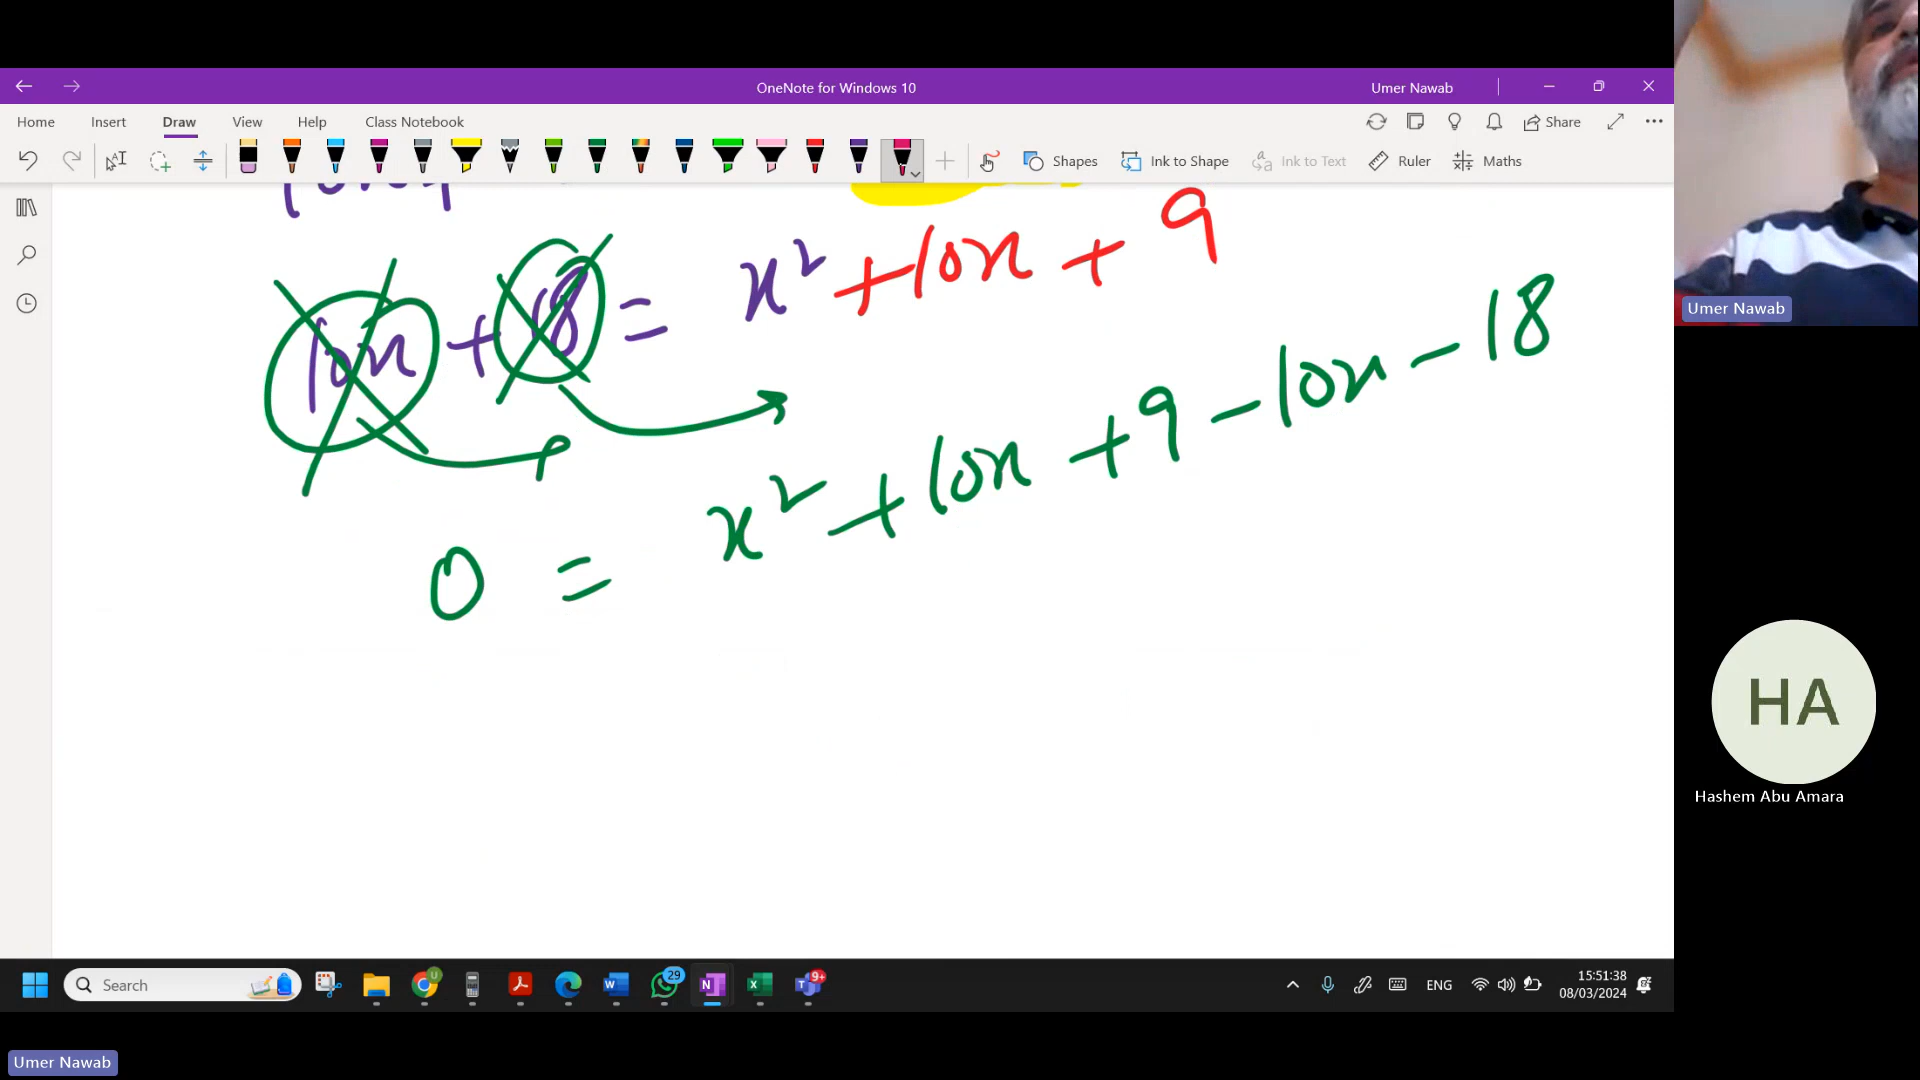 OneNote for Windows 10
Umer Nawab
Home Insert Draw View Help Class Notebook
Share
Shapes Ink to Shape Ink to Text Ruler Maths
10x + 18 = x² + 10x + 9
0 = x² + 10x + 9 - 10x - 18
Umer Nawab
HA
Hashem Abu Amara
Search
29
9+
ENG
15:51:38
08/03/2024
Umer Nawab